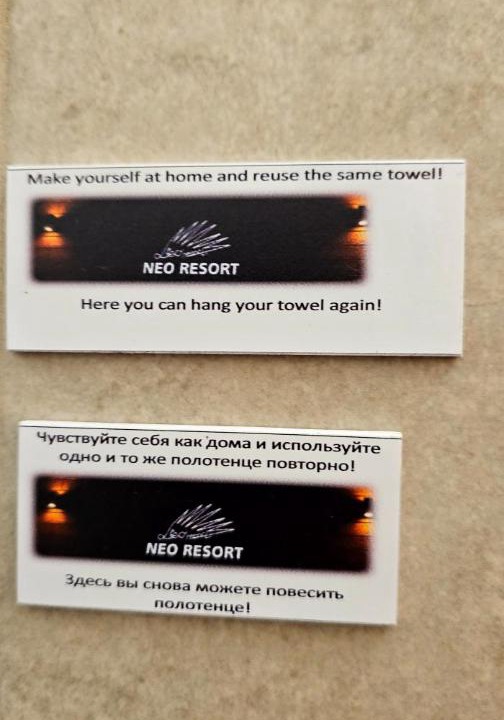 Make yourself at home and reuse the same towel!
NEO RESORT
Here you can hang your towel again!
Чувствуйте себя как дома и используйте
одно и то же полотенце повторно!
NEO RESORT
Здесь вы снова можете повесить
полотенце!